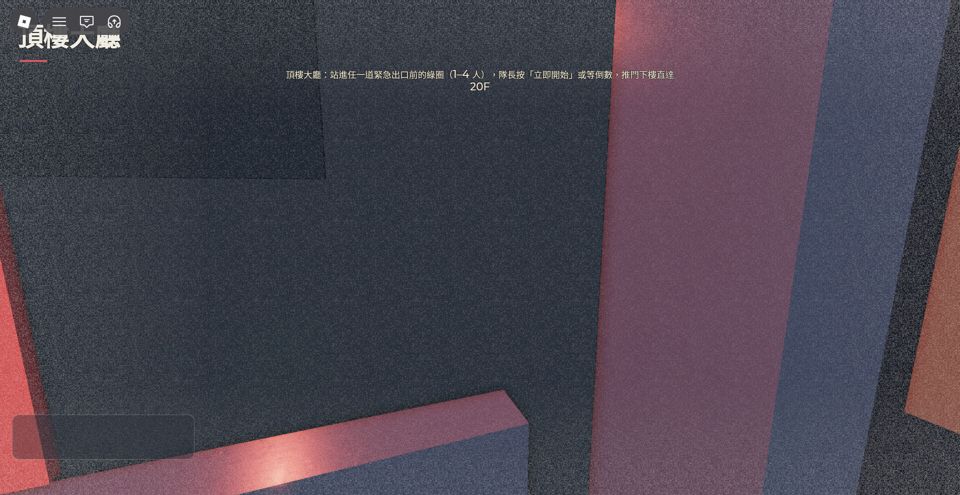 頂樓大廳
頂樓大廳：站進任一道緊急出口前的綠圈（1–4 人），隊長按「立即開始」或等倒數，推門下樓直達
20F